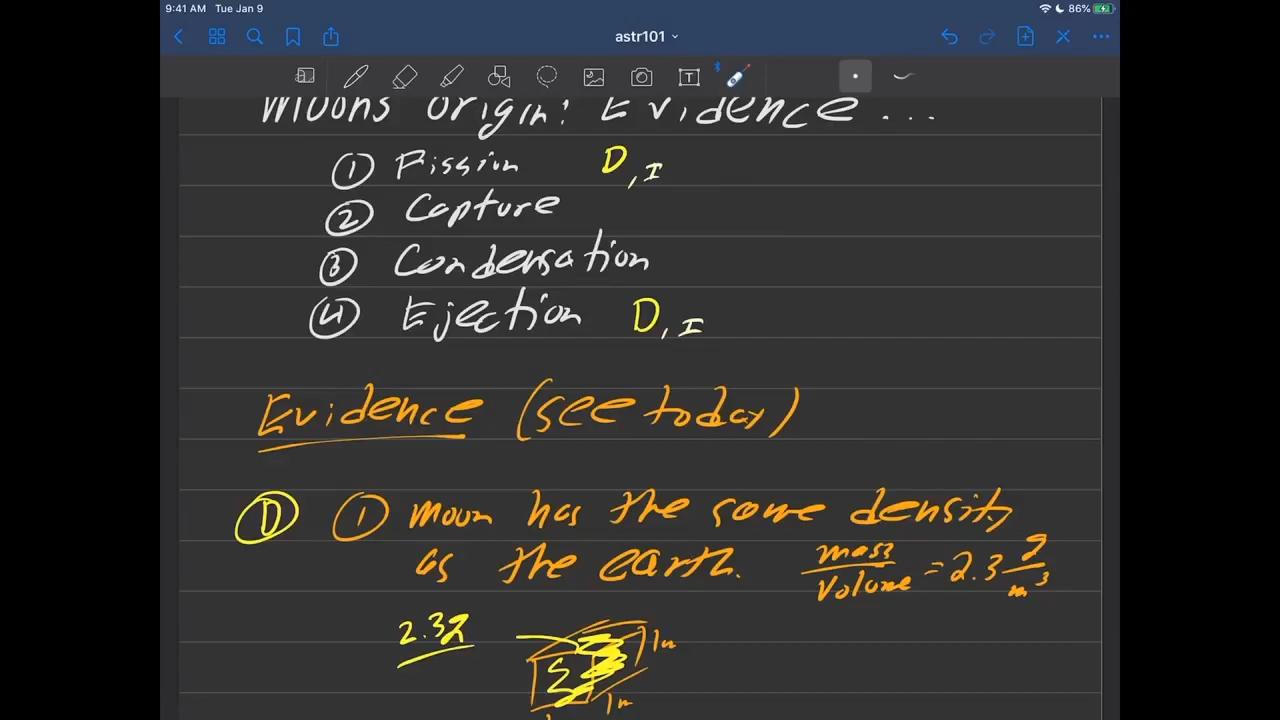 9:41 AM Tue Jan 9
86%
astr101
Moons Origin: Evidence ...
① Fission D, I
② Capture
③ Condensation
④ Ejection D, I
Evidence (see today)
Ⓓ ① moon has the same density
as the earth. mass/Volume = 2.3 g/m³
2.3g
1m
1m